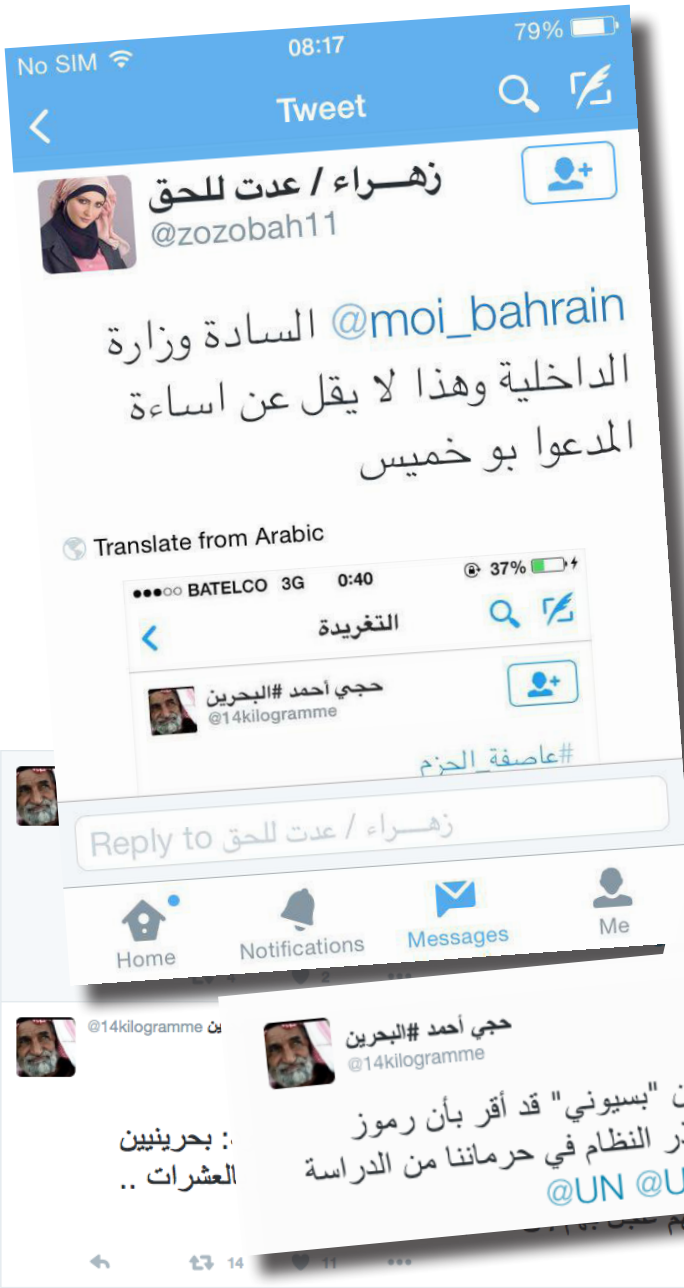 No SIM 08:17 79%
Tweet
زهـــراء / عدت للحق
@zozobah11
@moi_bahrain السادة وزارة
الداخلية وهذا لا يقل عن اساءة
المدعوا بو خميس
Translate from Arabic
BATELCO 3G 0:40 37%
التغريدة
حجي أحمد #البحرين
@14kilogramme
#عاصفة_الحزم
Reply to زهـــراء / عدت للحق
Home Notifications Messages Me
4 2
@14kilogramme
: بحرينيين
العشرات ..
14 11
حجي أحمد #البحرين
@14kilogramme
"بسيوني" قد أقر بأن رموز
النظام في حرماننا من الدراسة
@UN @U